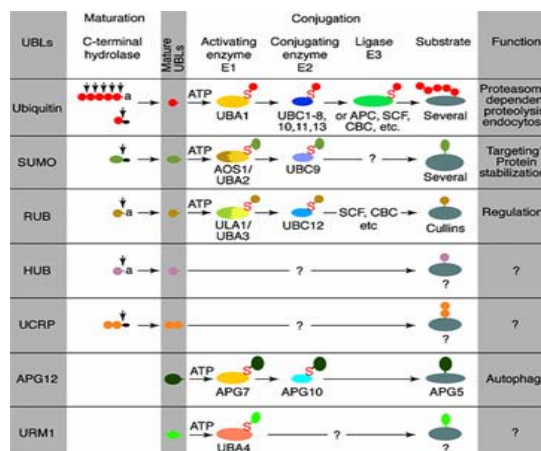 Maturation Conjugation
UBLs C-terminal hydrolase Mature UBLs Activating enzyme E1 Conjugating enzyme E2 Ligase E3 Substrate Function
Ubiquitin a a ATP S UBA1 S UBC1-8, 10,11,13 S or APC, SCF, CBC, etc. Several Proteasome dependent proteolysis endocytos
SUMO ATP S AOS1/ UBA2 S UBC9 ? Several Targeting? Protein stabilization
RUB a ATP S ULA1/ UBA3 S UBC12 SCF, CBC etc Cullins Regulation
HUB a ? ? ?
UCRP ? ? ?
APG12 ATP S APG7 S APG10 APG5 Autophag
URM1 ATP S UBA4 ? ? ?